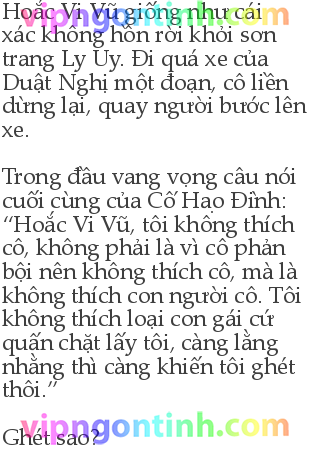 Hoắc Vi Vũ giống như cái
xác không hồn rời khỏi sơn
trang Ly Uy. Đi quá xe của
Duật Nghị một đoạn, cô liền
dừng lại, quay người bước lên
xe.
Trong đầu vang vọng câu nói
cuối cùng của Cố Hạo Đình:
“Hoắc Vi Vũ, tôi không thích
cô, không phải là vì cô phản
bội nên không thích cô, mà là
không thích con người cô. Tôi
không thích loại con gái cứ
quấn chặt lấy tôi, càng lằng
nhằng thì càng khiến tôi ghét
thôi.”
vipngontinh.com
Ghét sao?
vipngontinh.com